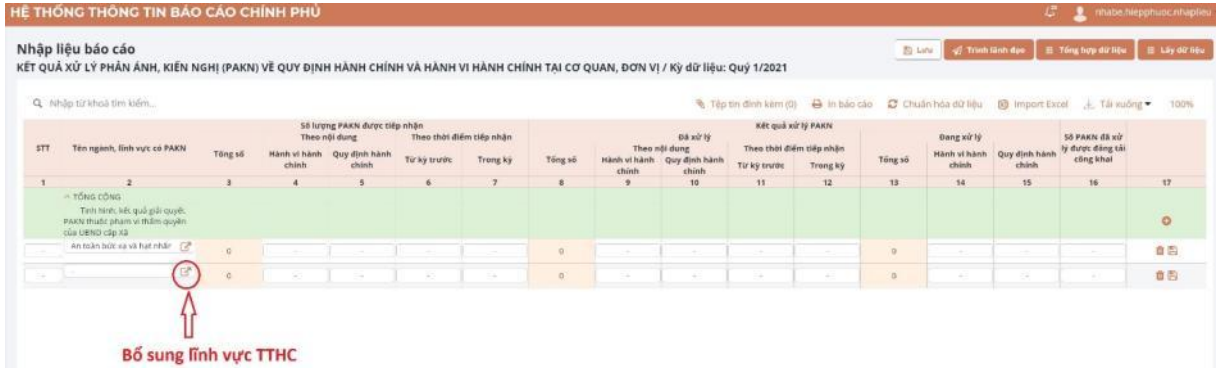 HỆ THỐNG THÔNG TIN BÁO CÁO CHÍNH PHỦ
nhabe.hiepphuoc.nhaplieu
Nhập liệu báo cáo
Lưu
Trình lãnh đạo
Tổng hợp dữ liệu
Lấy dữ liệu
KẾT QUẢ XỬ LÝ PHẢN ÁNH, KIẾN NGHỊ (PAKN) VỀ QUY ĐỊNH HÀNH CHÍNH VÀ HÀNH VI HÀNH CHÍNH TẠI CƠ QUAN, ĐƠN VỊ / Kỳ dữ liệu: Quý 1/2021
Nhập từ khoá tìm kiếm...
Tệp tin đính kèm (0)
In báo cáo
Chuẩn hóa dữ liệu
Import Excel
Tải xuống
100%
STT
Tên ngành, lĩnh vực có PAKN
Số lượng PAKN được tiếp nhận
Tổng số
Theo nội dung
Hành vi hành chính
Quy định hành chính
Theo thời điểm tiếp nhận
Từ kỳ trước
Trong kỳ
Kết quả xử lý PAKN
Đã xử lý
Tổng số
Theo nội dung
Hành vi hành chính
Quy định hành chính
Theo thời điểm tiếp nhận
Từ kỳ trước
Trong kỳ
Đang xử lý
Tổng số
Hành vi hành chính
Quy định hành chính
Số PAKN đã xử lý được đăng tải công khai
1 2 3 4 5 6 7 8 9 10 11 12 13 14 15 16 17
TỔNG CỘNG
Tình hình, kết quả giải quyết
PAKN thuộc phạm vi thẩm quyền
của UBND cấp Xã
An toàn bức xạ và hạt nhân 0 0 0
0 0 0
Bổ sung lĩnh vực TTHC